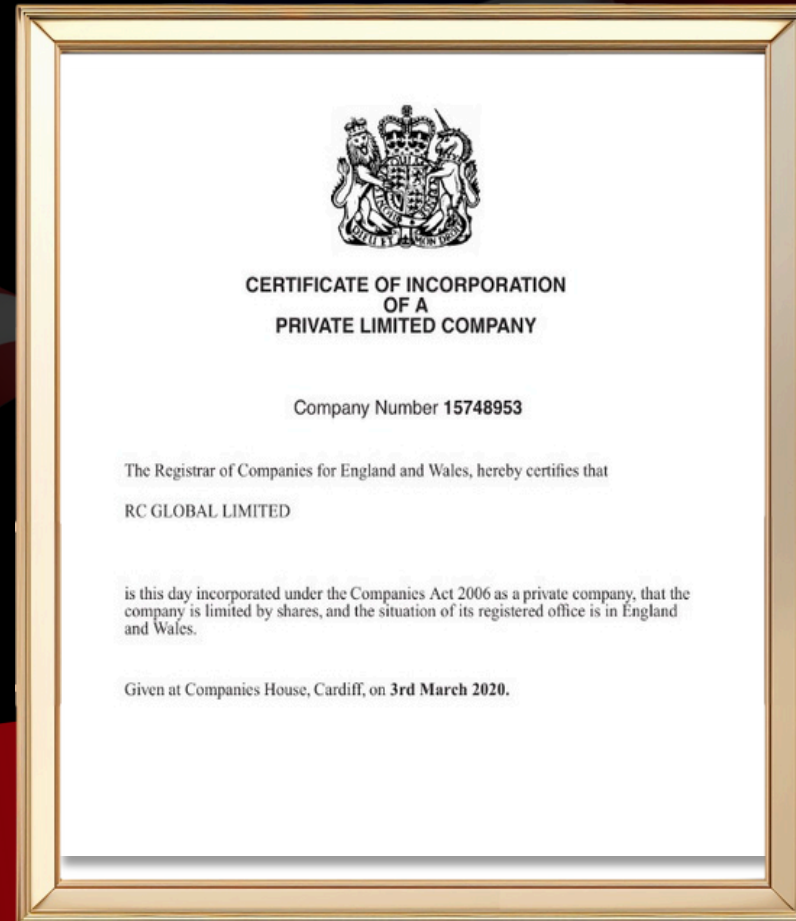 DIEU ET MON DROIT
CERTIFICATE OF INCORPORATION
OF A
PRIVATE LIMITED COMPANY
Company Number 15748953
The Registrar of Companies for England and Wales, hereby certifies that
RC GLOBAL LIMITED
is this day incorporated under the Companies Act 2006 as a private company, that the
company is limited by shares, and the situation of its registered office is in England
and Wales.
Given at Companies House, Cardiff, on 3rd March 2020.